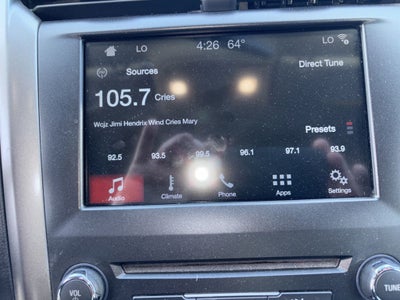 LO 4:26 64° LO
Sources Direct Tune
105.7 Cries
Wcjz Jimi Hendrix Wind Cries Mary
Presets
92.5 93.5 99.5 96.1 97.1 93.9
Audio Climate Phone Apps Settings
VOL TUNE